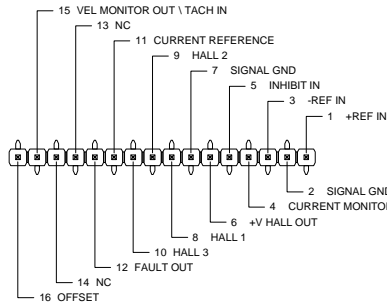 15 VEL MONITOR OUT \ TACH IN
13 NC
11 CURRENT REFERENCE
9 HALL 2
7 SIGNAL GND
5 INHIBIT IN
3 -REF IN
1 +REF IN
2 SIGNAL GND
4 CURRENT MONITOR
6 +V HALL OUT
8 HALL 1
10 HALL 3
12 FAULT OUT
14 NC
16 OFFSET